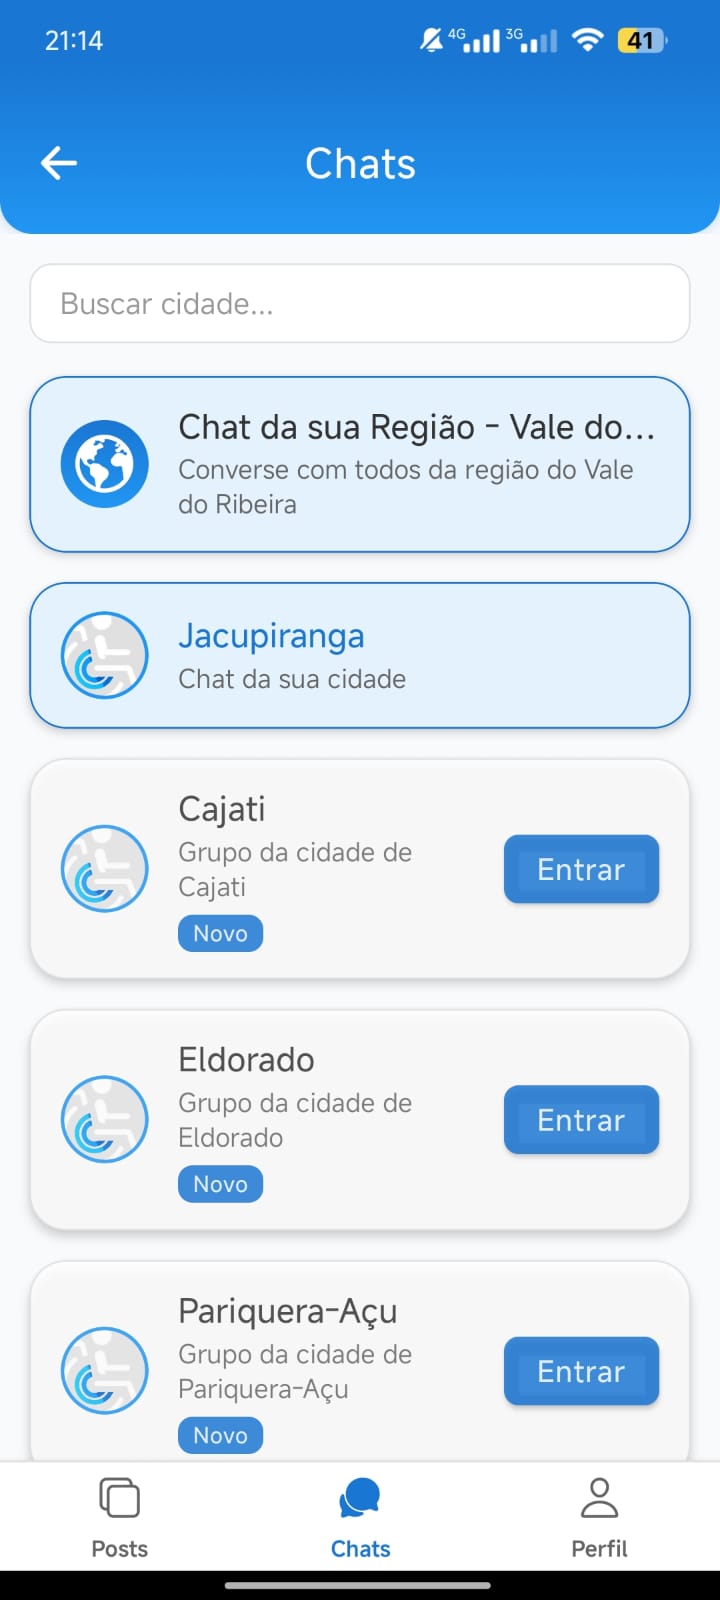 21:14
4G
3G
41
Chats
Buscar cidade...
Chat da sua Região - Vale do...
Converse com todos da região do Vale
do Ribeira
Jacupiranga
Chat da sua cidade
Cajati
Grupo da cidade de
Cajati
Novo
Entrar
Eldorado
Grupo da cidade de
Eldorado
Novo
Entrar
Pariquera-Açu
Grupo da cidade de
Pariquera-Açu
Novo
Entrar
Posts
Chats
Perfil